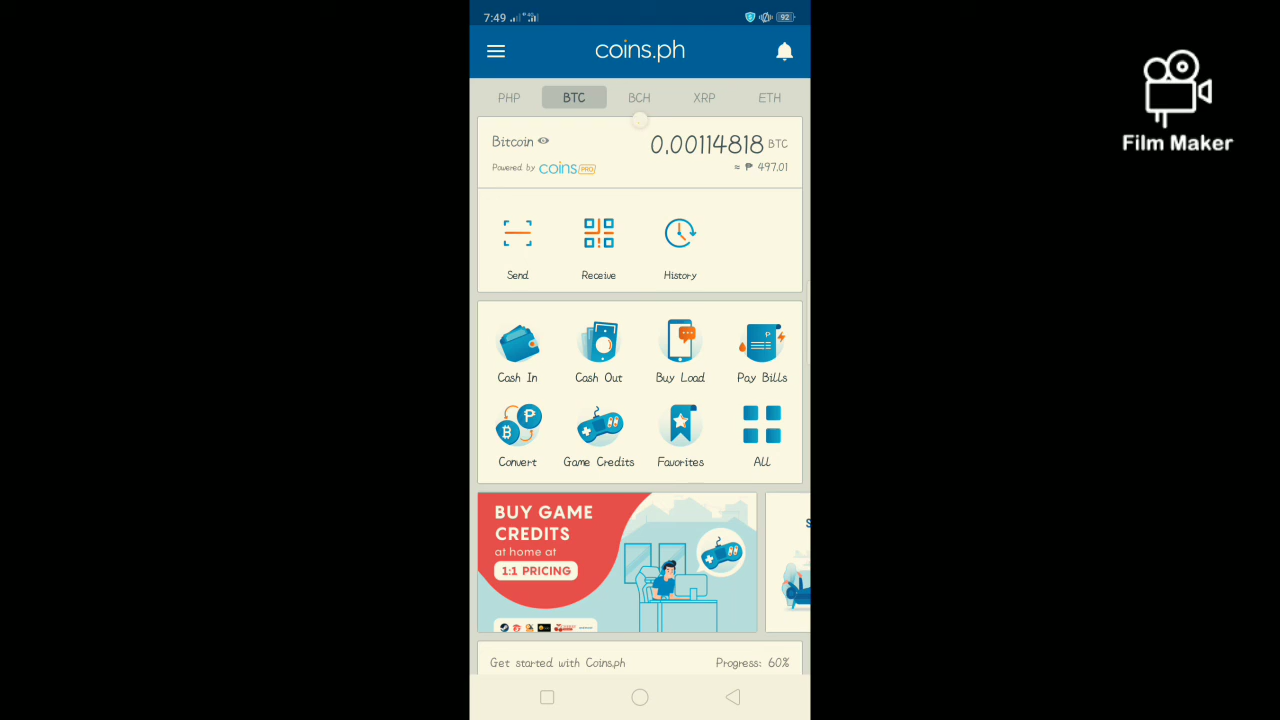 7:49 92
coins.ph
PHP BTC BCH XRP ETH
Bitcoin 0.00114818 BTC
Powered by coins PRO ≈ ₱ 497.01
Send Receive History
Cash In Cash Out Buy Load Pay Bills
Convert Game Credits Favorites All
BUY GAME
CREDITS
at home at
1:1 PRICING
Get started with Coins.ph Progress: 60%
Film Maker